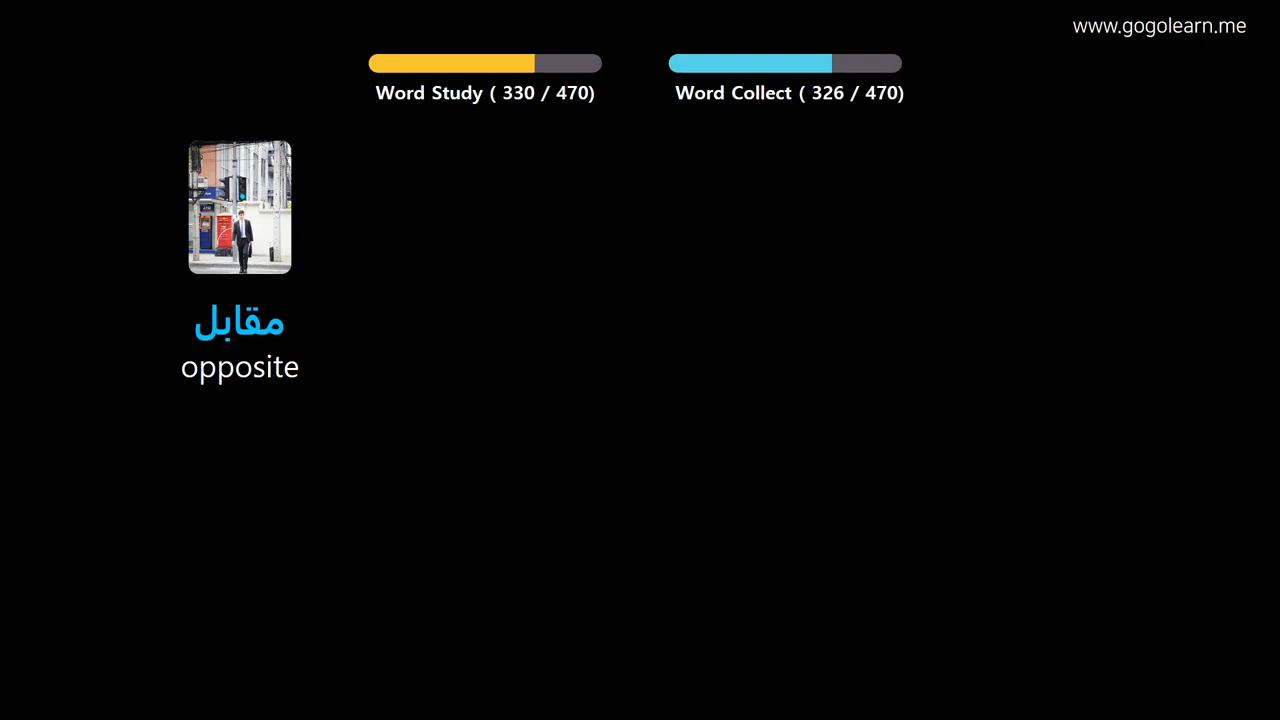 www.gogolearn.me
Word Study ( 330 / 470)
Word Collect ( 326 / 470)
مقابل
opposite